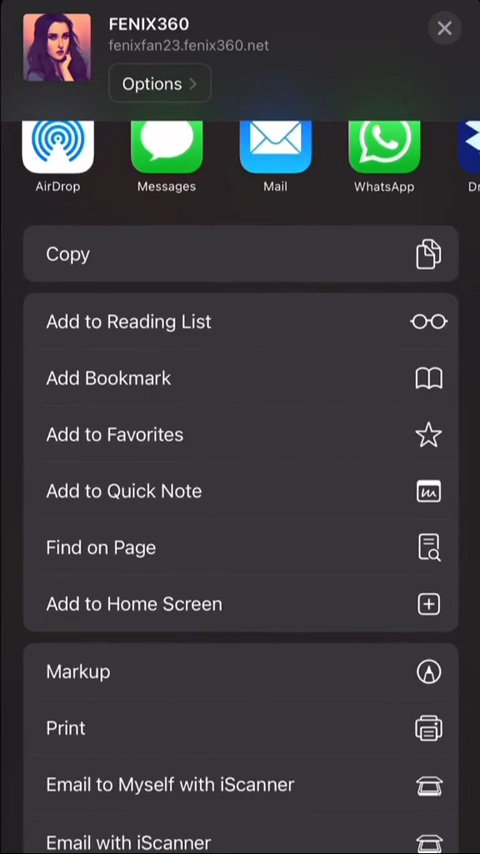 FENIX360
fenixfan23.fenix360.net
Options
AirDrop
Messages
Mail
WhatsApp
Copy
Add to Reading List
Add Bookmark
Add to Favorites
Add to Quick Note
Find on Page
Add to Home Screen
Markup
Print
Email to Myself with iScanner
Email with iScanner